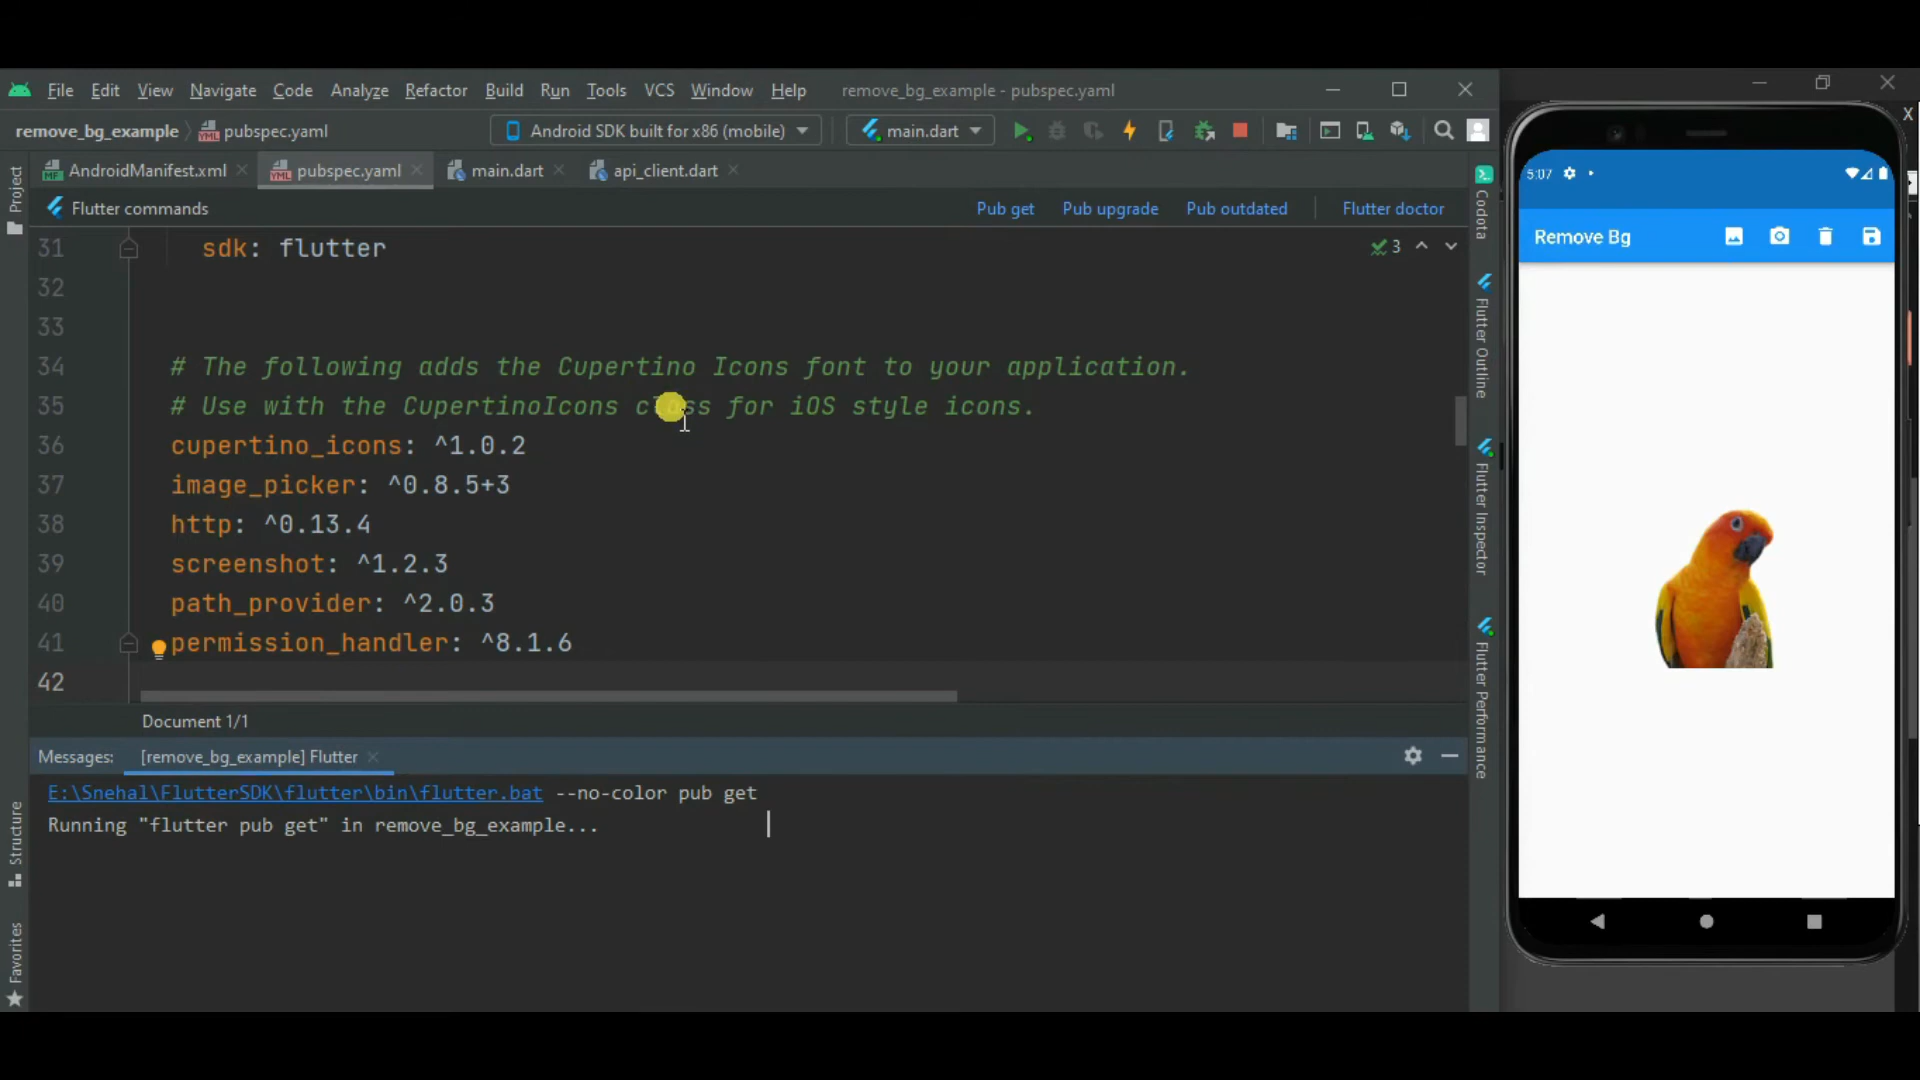 File Edit View Navigate Code Analyze Refactor Build Run Tools VCS Window Help remove_bg_example - pubspec.yaml
remove_bg_example pubspec.yaml Android SDK built for x86 (mobile) main.dart
AndroidManifest.xml pubspec.yaml main.dart api_client.dart
Flutter commands Pub get Pub upgrade Pub outdated Flutter doctor
31 sdk: flutter 3
32
33
34 # The following adds the Cupertino Icons font to your application.
35 # Use with the CupertinoIcons class for iOS style icons.
36 cupertino_icons: ^1.0.2
37 image_picker: ^0.8.5+3
38 http: ^0.13.4
39 screenshot: ^1.2.3
40 path_provider: ^2.0.3
41 permission_handler: ^8.1.6
42
Document 1/1
Messages: [remove_bg_example] Flutter
E:\Snehal\FlutterSDK\flutter\bin\flutter.bat --no-color pub get
Running "flutter pub get" in remove_bg_example...
Project
Structure
Favorites
Codota
Flutter Outline
Flutter Inspector
Flutter Performance
5:07
Remove Bg